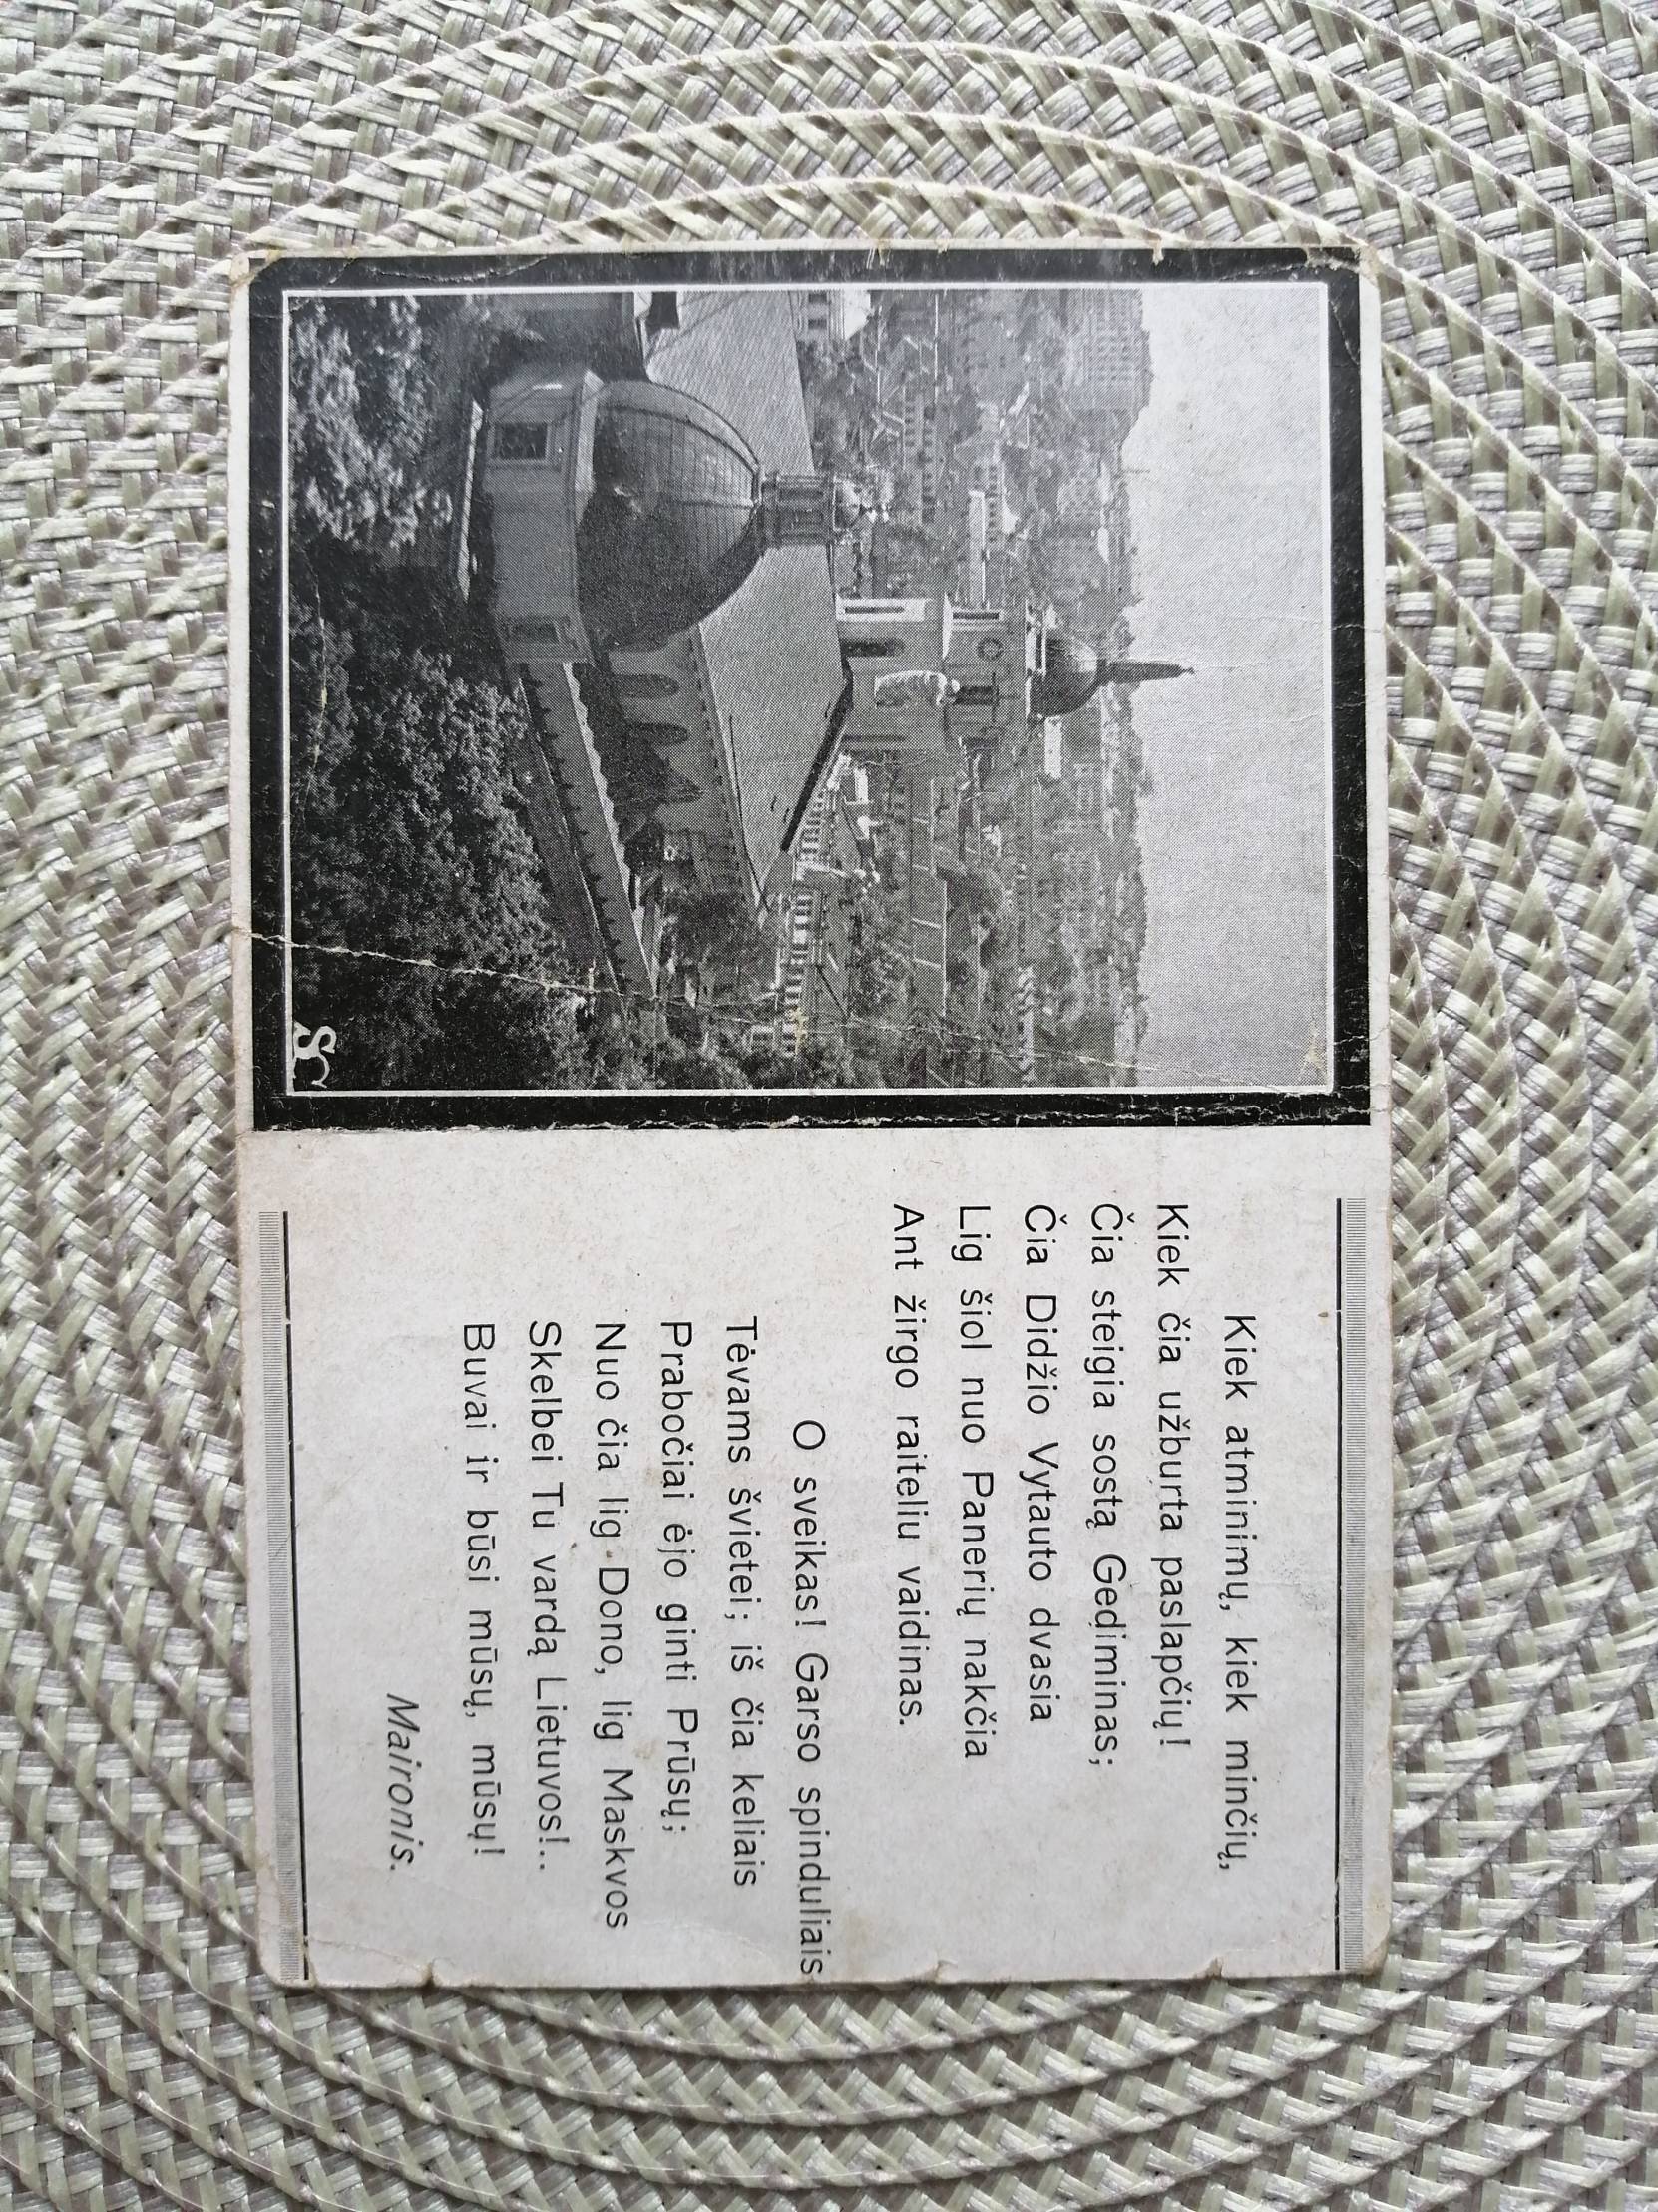 Kiek atminimų, kiek minčių,
Kiek čia užburta paslapčių!
Čia steigia sostą Gediminas;
Čia Didžio Vytauto dvasia
Lig šiol nuo Panerių nakčia
Ant žirgo raiteliu vaidinas.
O sveikas! Garso spinduliais
Tėvams švietei; iš čia keliais
Prabočiai ėjo ginti Prūsų;
Nuo čia lig Dono, lig Maskvos
Skelbei Tu vardą Lietuvos!..
Buvai ir būsi mūsų, mūsų!
Maironis.
SC